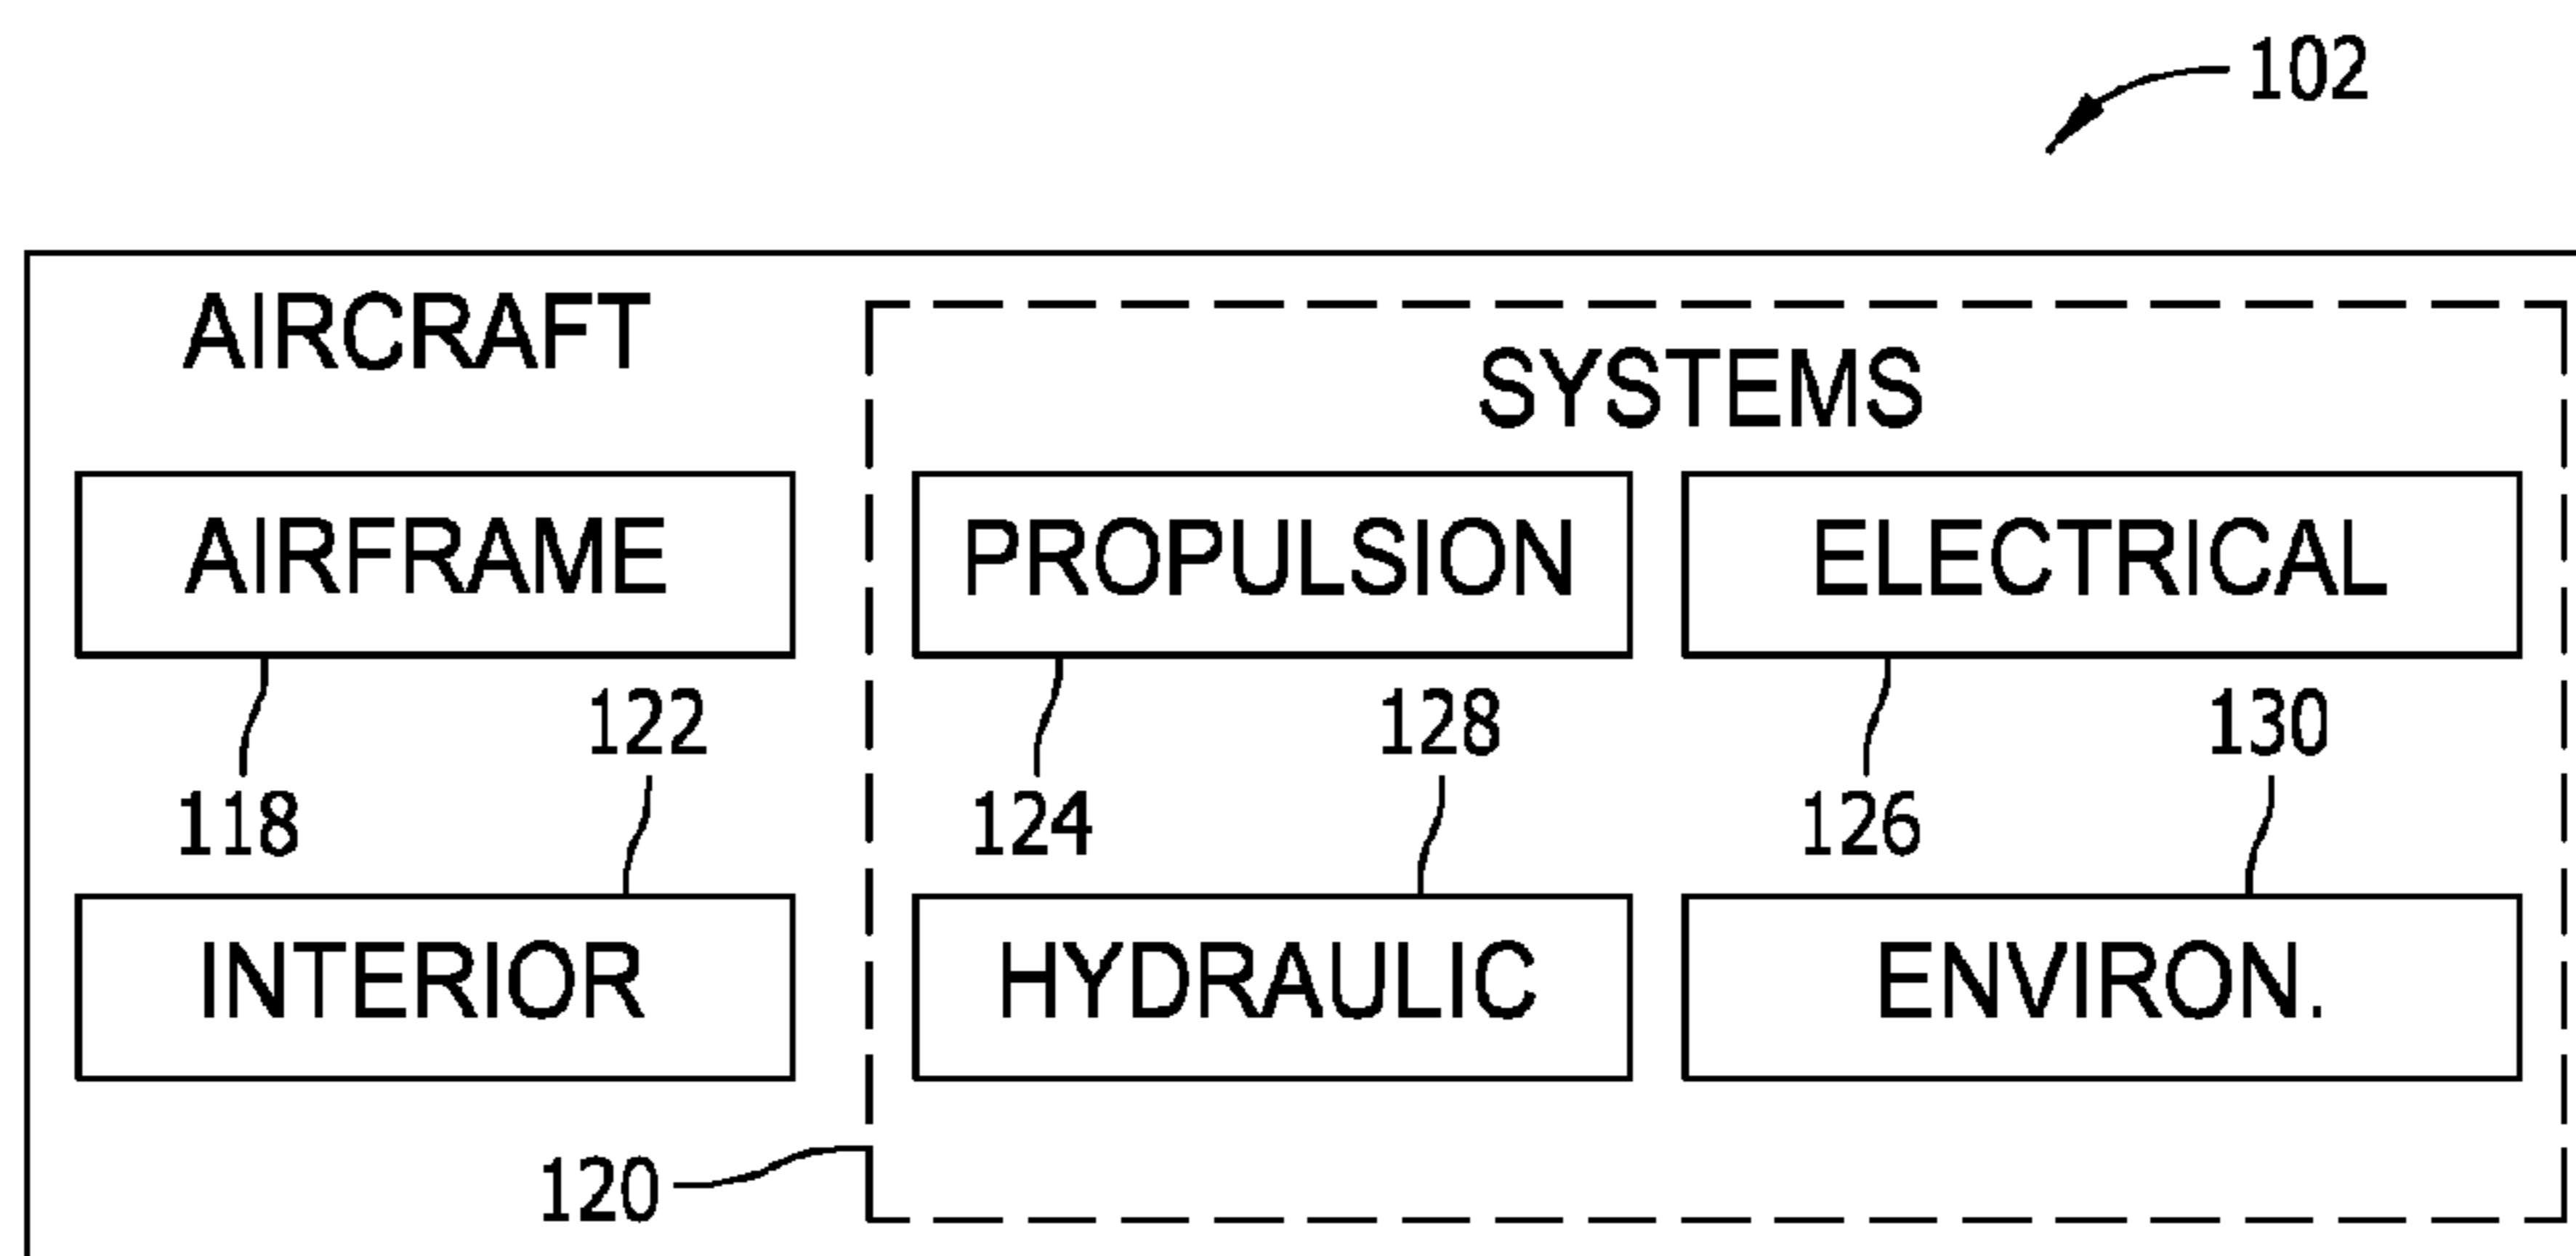 102
AIRCRAFT
SYSTEMS
AIRFRAME
PROPULSION
ELECTRICAL
122
128
130
118
124
126
INTERIOR
HYDRAULIC
ENVIRON.
120